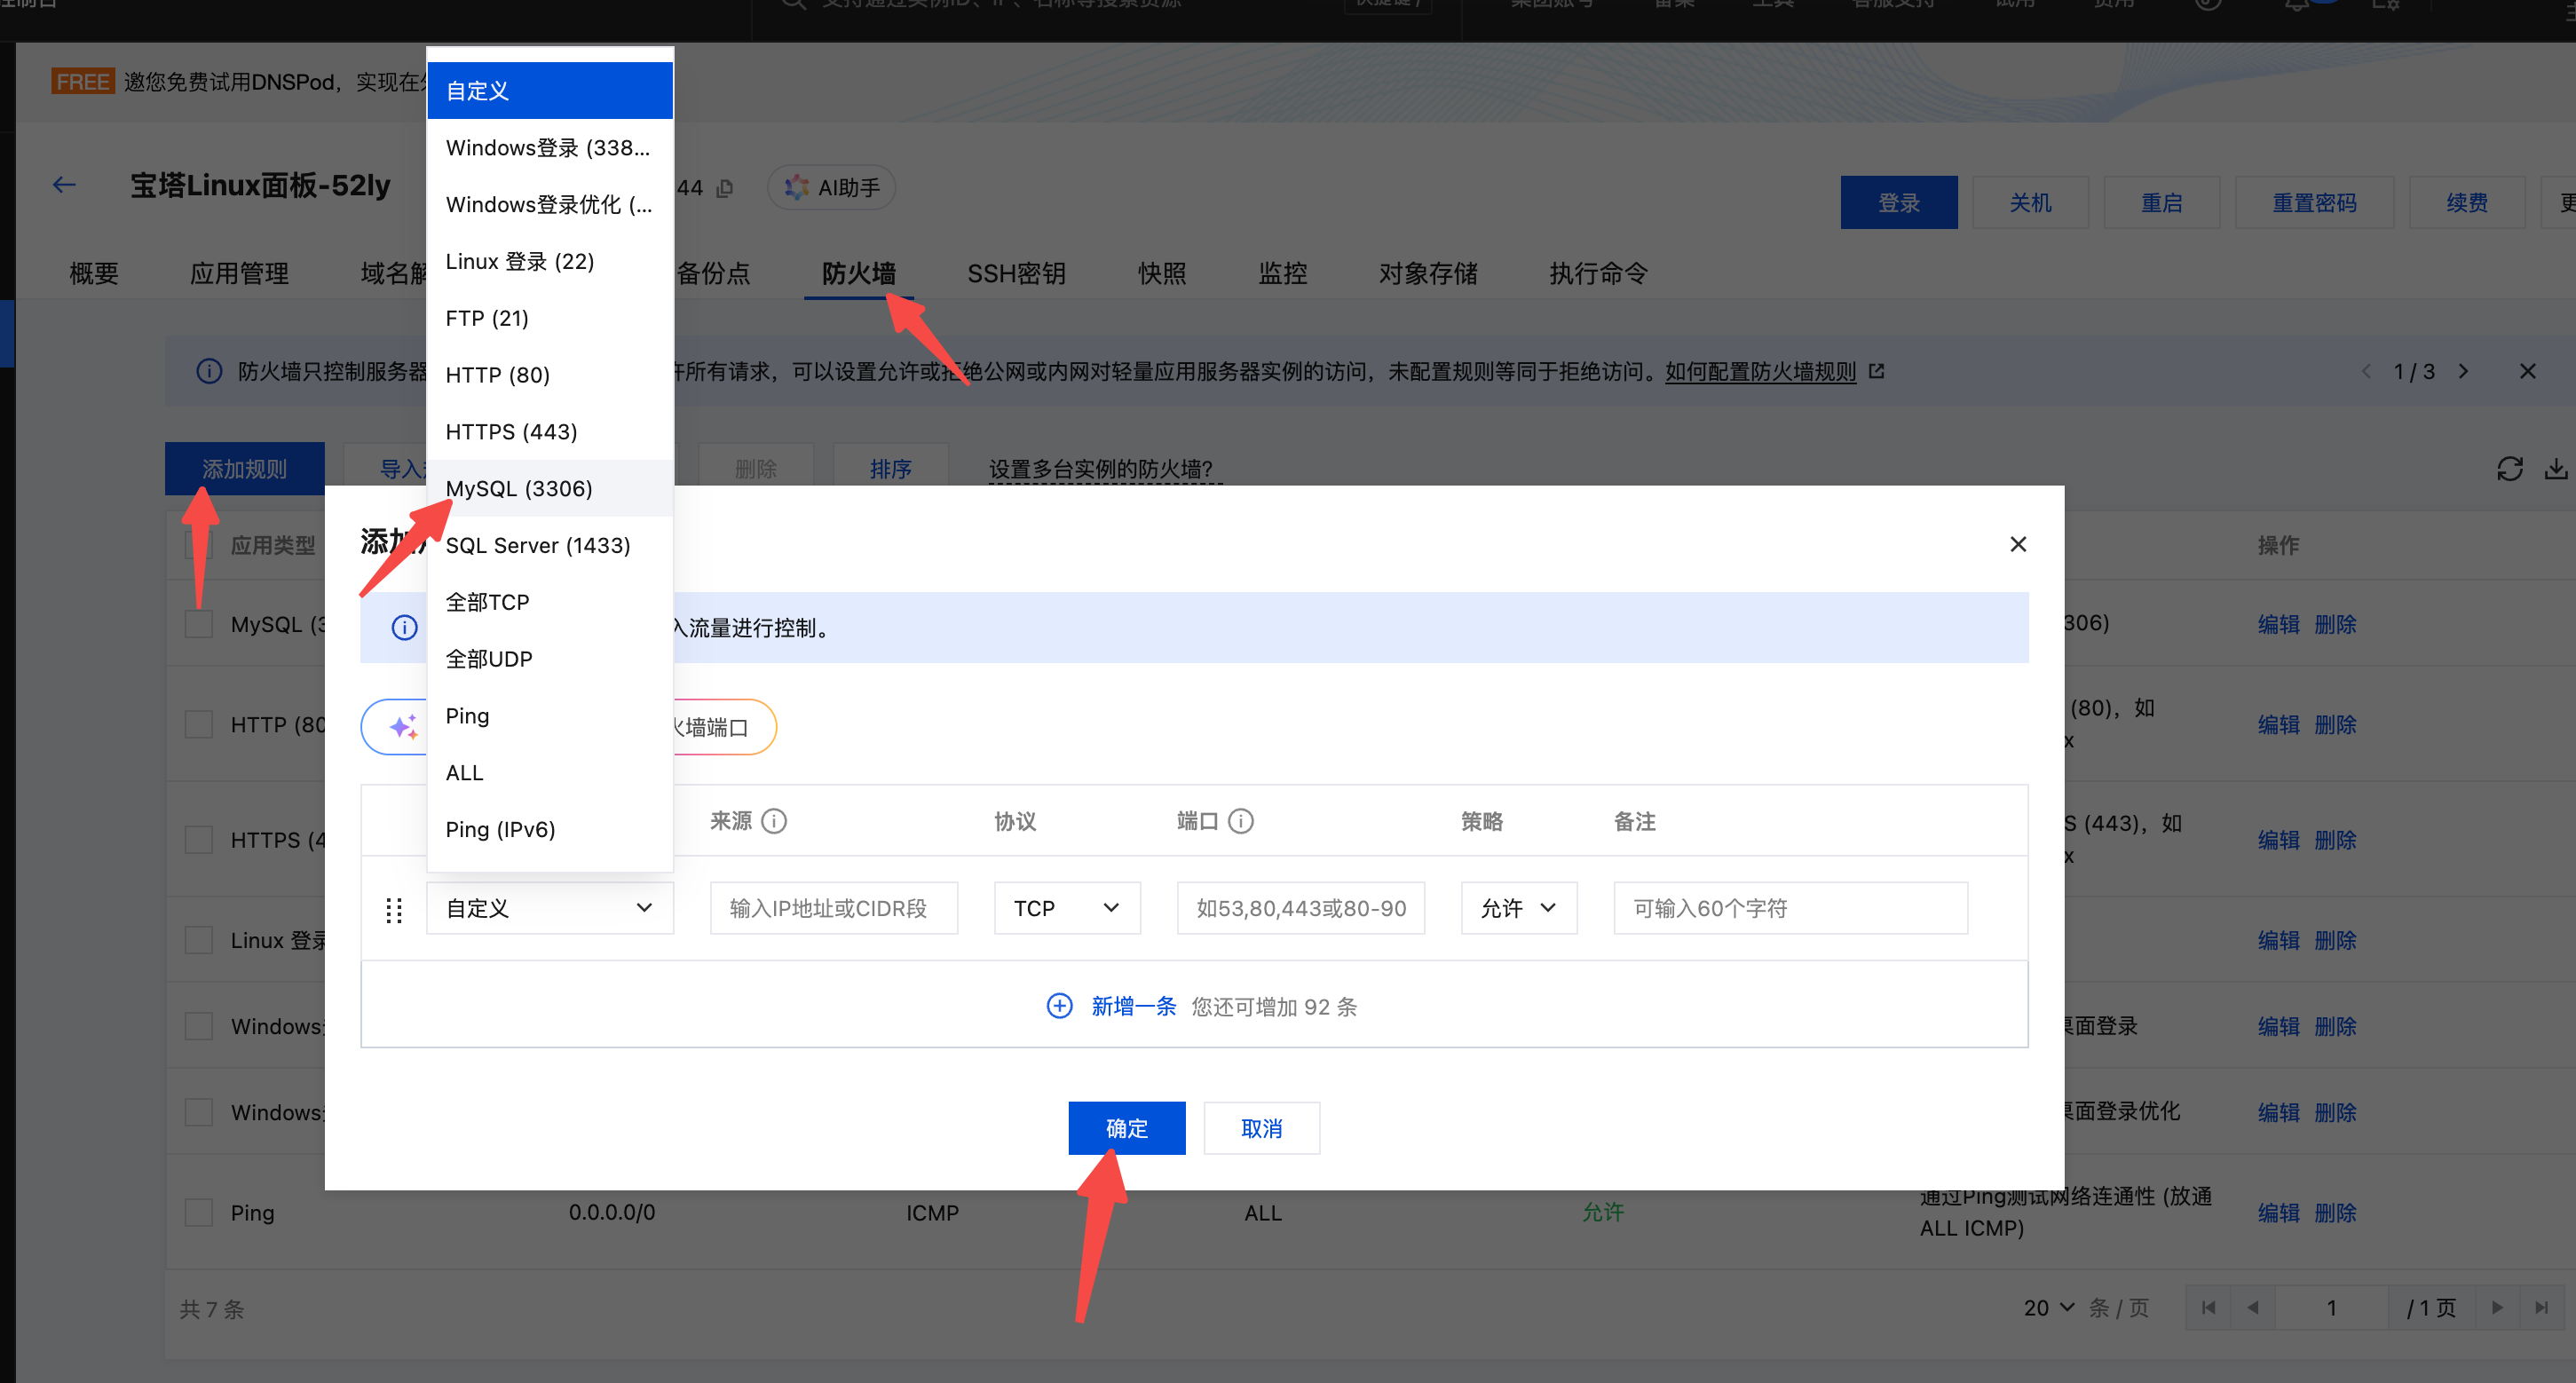 FREE 邀您免费试用DNSPod，实现在
宝塔Linux面板-52ly
44
AI助手
登录
关机
重启
重置密码
续费
概要
应用管理
域名解
备份点
防火墙
SSH密钥
快照
监控
对象存储
执行命令
防火墙只控制服务器
许所有请求，可以设置允许或拒绝公网或内网对轻量应用服务器实例的访问，未配置规则等同于拒绝访问。如何配置防火墙规则
1 / 3
添加规则
导入
删除
排序
设置多台实例的防火墙?
自定义
Windows登录 (338...
Windows登录优化 (...
Linux 登录 (22)
FTP (21)
HTTP (80)
HTTPS (443)
MySQL (3306)
SQL Server (1433)
全部TCP
全部UDP
Ping
ALL
Ping (IPv6)
添加
入流量进行控制。
火墙端口
来源
协议
端口
策略
备注
自定义
输入IP地址或CIDR段
TCP
如53,80,443或80-90
允许
可输入60个字符
新增一条 您还可增加 92 条
确定
取消
应用类型
操作
MySQL (3
306)
编辑 删除
HTTP (80
(80)，如
x
编辑 删除
HTTPS (4
S (443)，如
x
编辑 删除
Linux 登录
编辑 删除
Windows
桌面登录
编辑 删除
Windows
桌面登录优化
编辑 删除
Ping
0.0.0.0/0
ICMP
ALL
允许
通过Ping测试网络连通性 (放通
ALL ICMP)
编辑 删除
共 7 条
20 条 / 页
1
/ 1 页